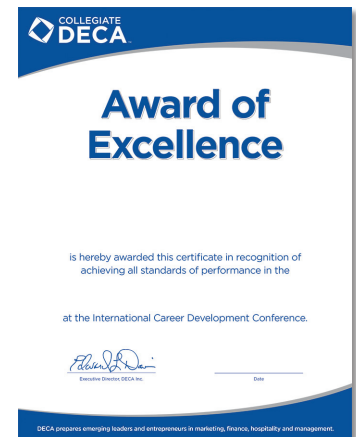 COLLEGIATE
DECA
Award of
Excellence
is hereby awarded this certificate in recognition of
achieving all standards of performance in the
at the International Career Development Conference.
Executive Director, DECA Inc.
Date
DECA prepares emerging leaders and entrepreneurs in marketing, finance, hospitality and management.